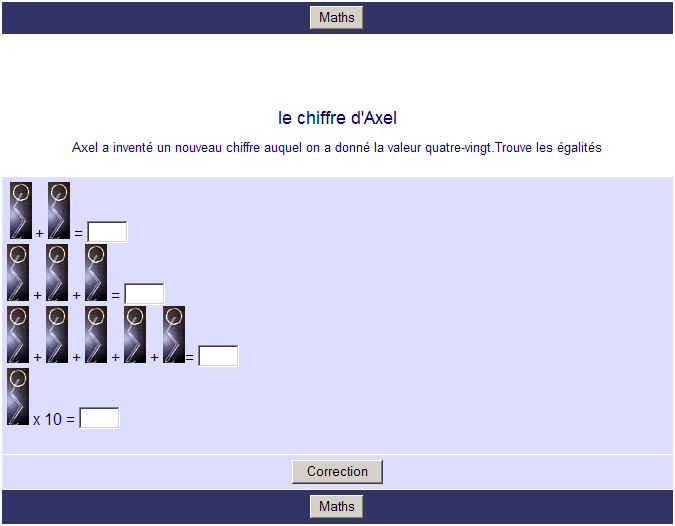 Maths
le chiffre d'Axel
Axel a inventé un nouveau chiffre auquel on a donné la valeur quatre-vingt.Trouve les égalités
+ =
+ + =
+ + + + =
x 10 =
Correction
Maths